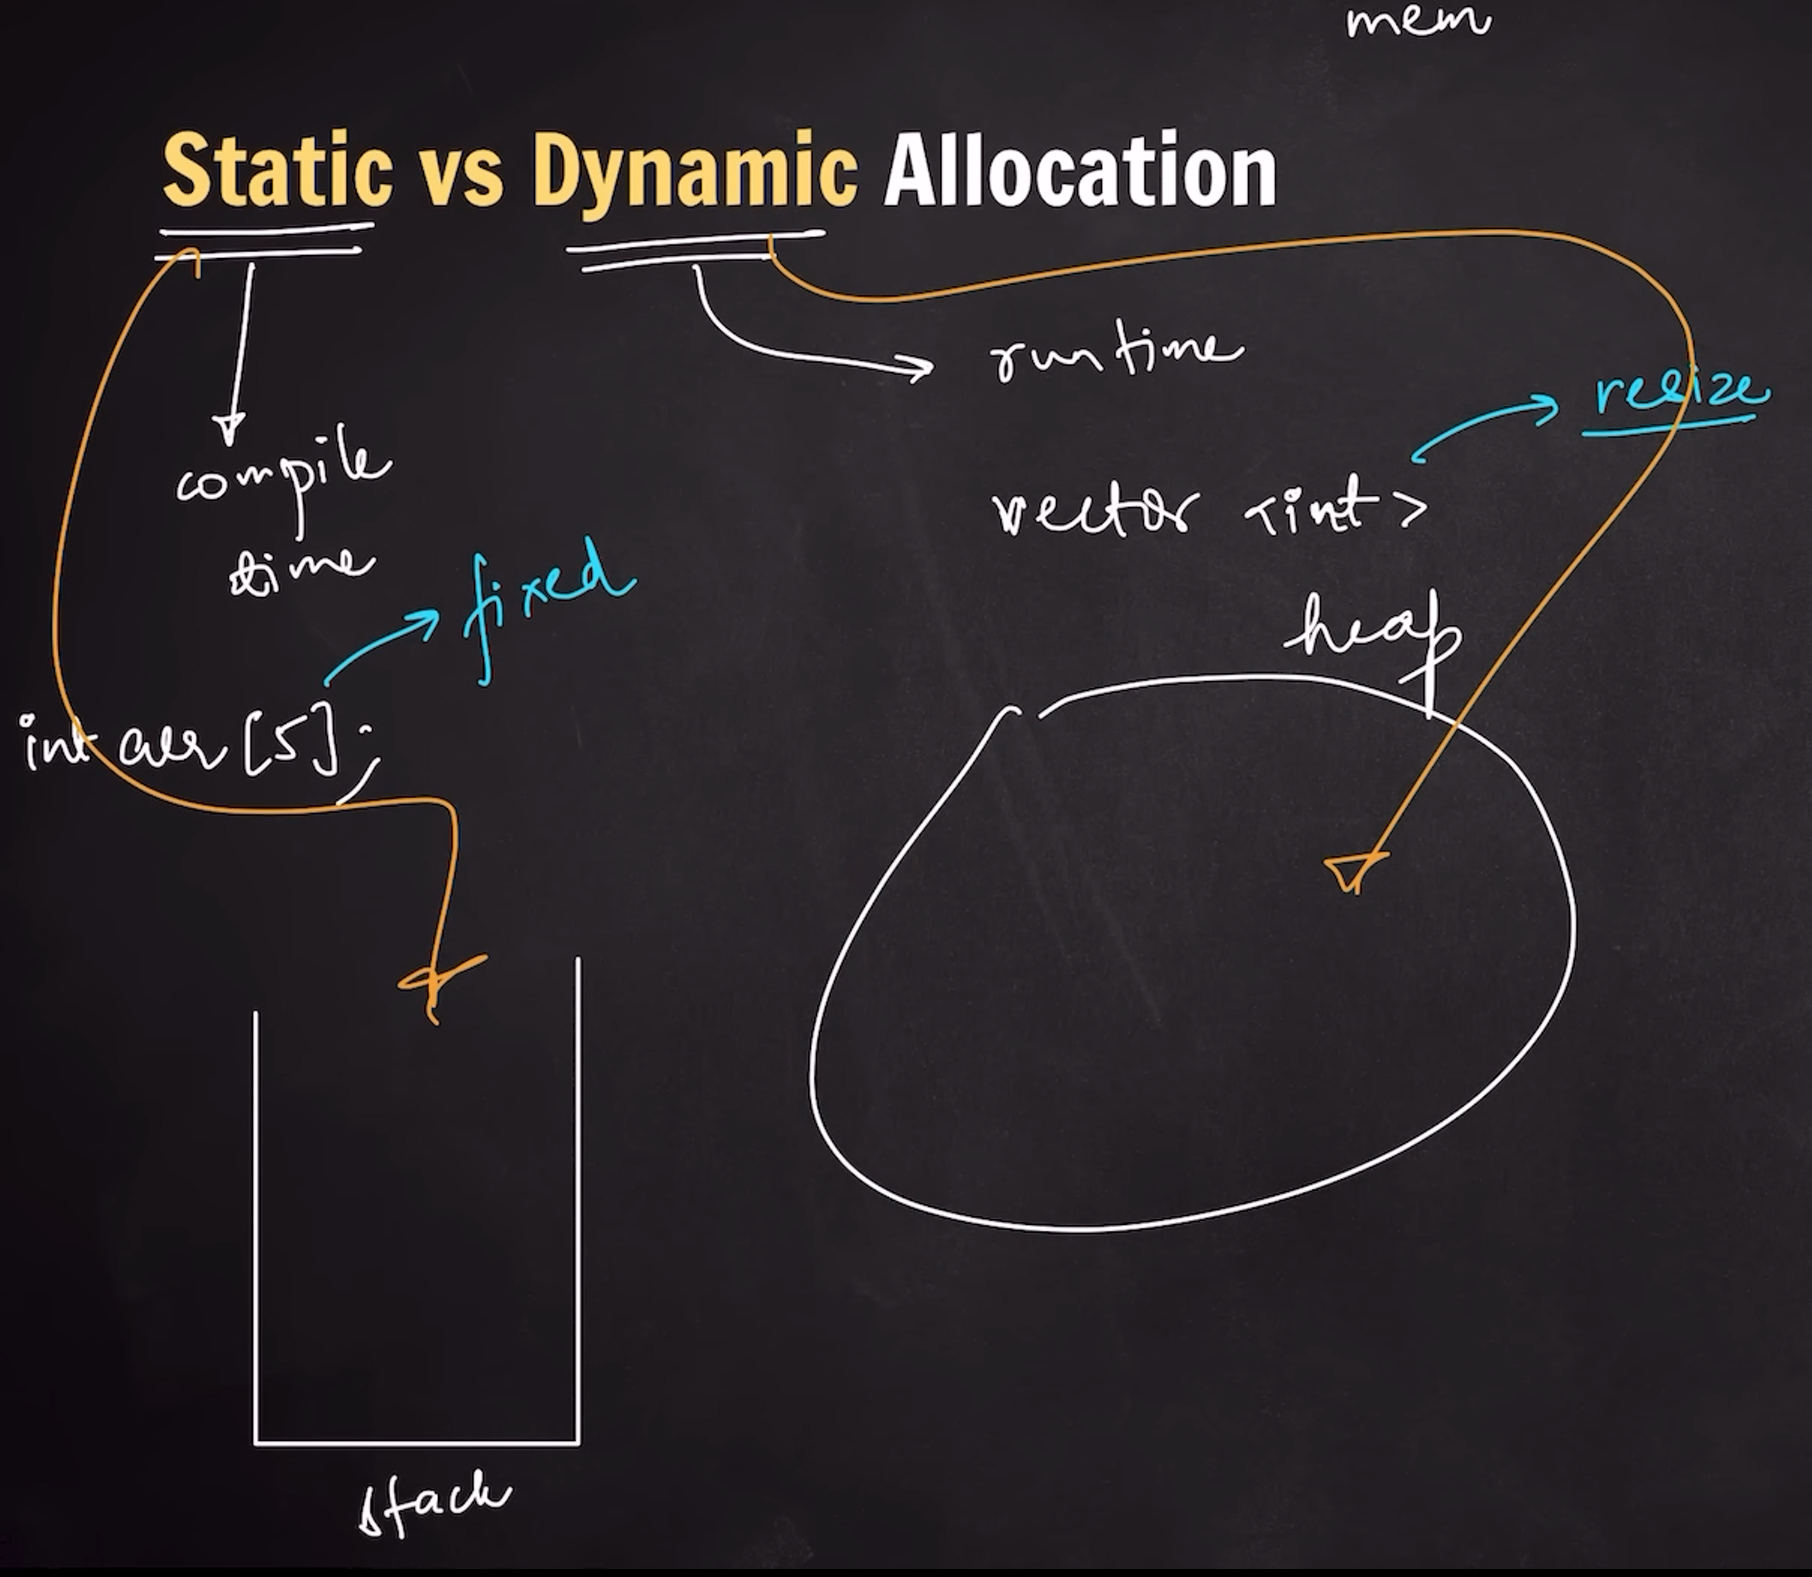 mem
Static vs Dynamic Allocation
runtime
resize
compile
time
vector <int>
fixed
heap
int arr [5];
stack